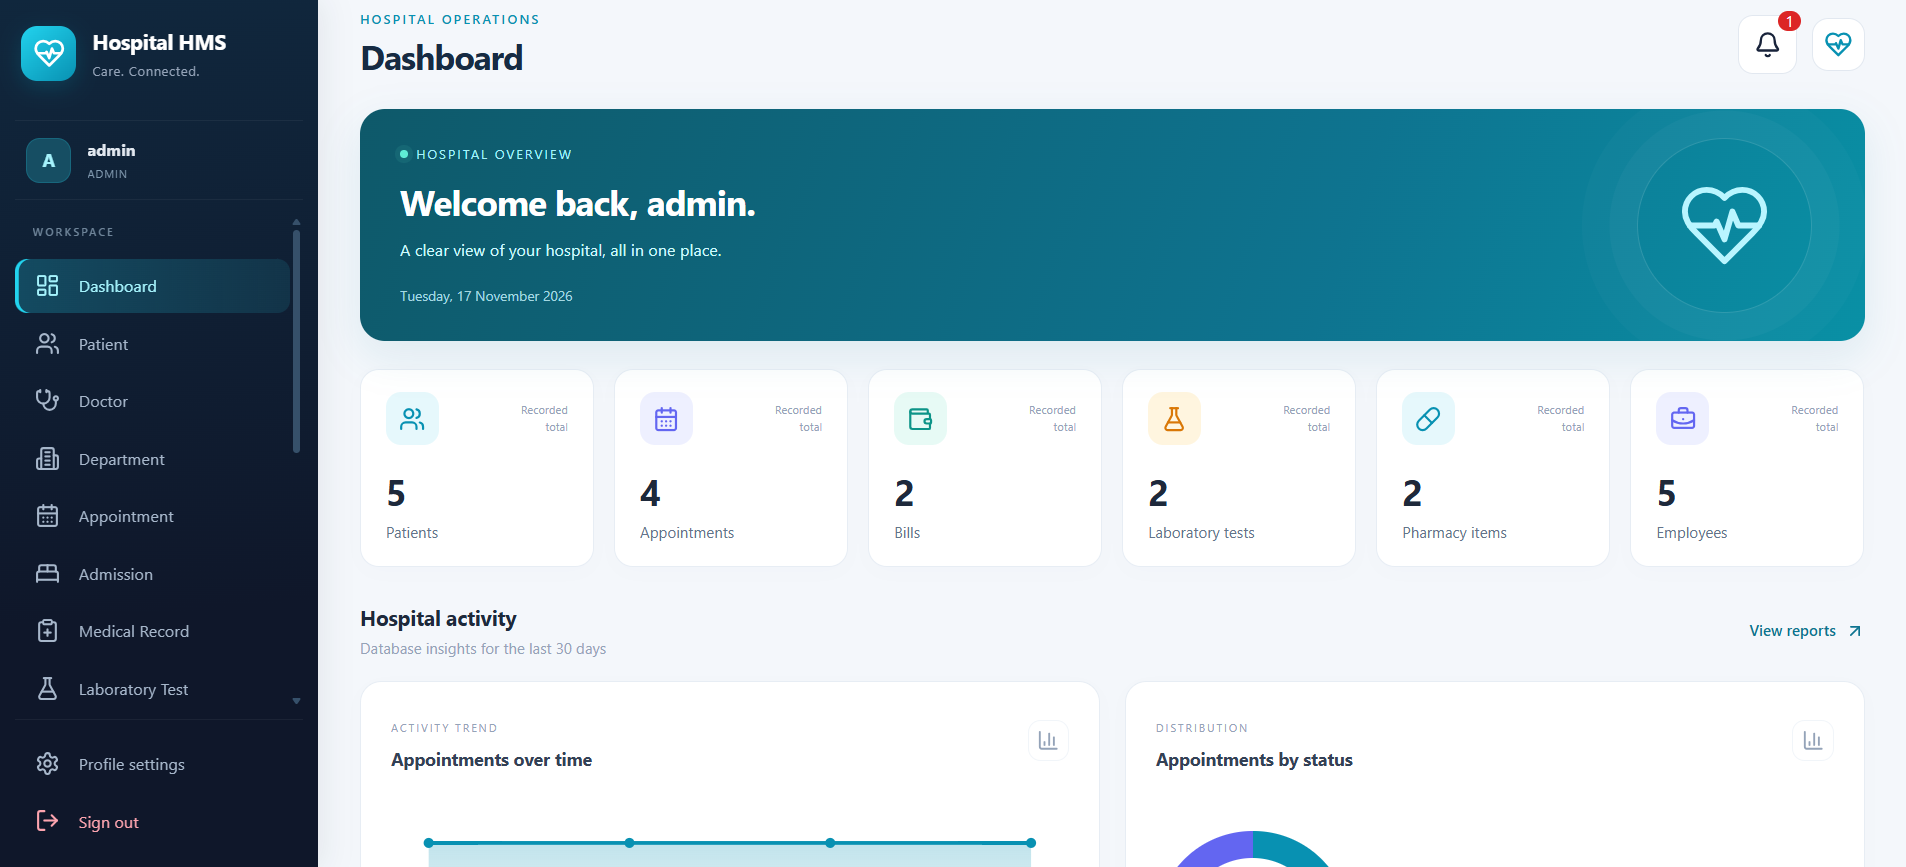 Hospital HMS
Care. Connected.
A
admin
ADMIN
WORKSPACE
Dashboard
Patient
Doctor
Department
Appointment
Admission
Medical Record
Laboratory Test
Profile settings
Sign out
HOSPITAL OPERATIONS
Dashboard
1
HOSPITAL OVERVIEW
Welcome back, admin.
A clear view of your hospital, all in one place.
Tuesday, 17 November 2026
Recorded
total
5
Patients
Recorded
total
4
Appointments
Recorded
total
2
Bills
Recorded
total
2
Laboratory tests
Recorded
total
2
Pharmacy items
Recorded
total
5
Employees
Hospital activity
Database insights for the last 30 days
View reports
ACTIVITY TREND
Appointments over time
DISTRIBUTION
Appointments by status